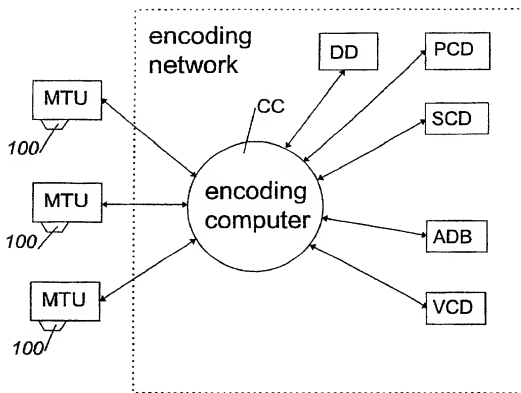 encoding
network
DD
PCD
MTU
100
CC
SCD
encoding
computer
MTU
100
ADB
MTU
100
VCD